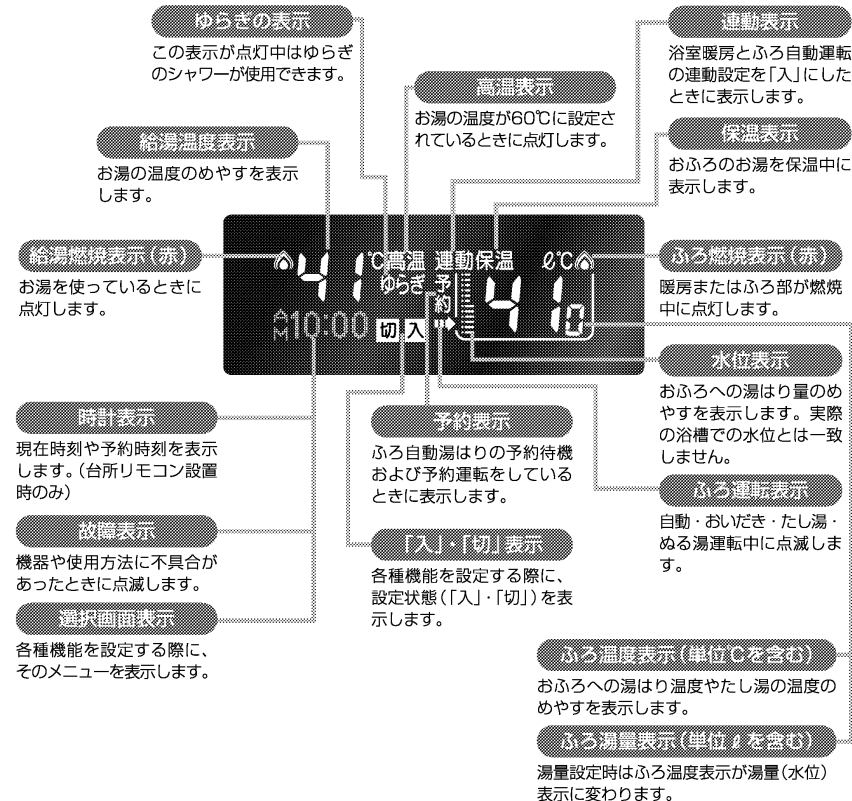 ゆらぎの表示
この表示が点灯中はゆらぎ
のシャワーが使用できます。
連動表示
浴室暖房とふろ自動運転
の連動設定を「入」にした
ときに表示します。
高温表示
お湯の温度が60℃に設定さ
れているときに点灯します。
給湯温度表示
お湯の温度のめやすを表示
します。
保温表示
おふろのお湯を保温中に
表示します。
給湯燃焼表示(赤)
お湯を使っているときに
点灯します。
41℃高温 連動保温 ℓ℃
ゆらぎ 予約 41 0
AM10:00 切 入
ふろ燃焼表示(赤)
暖房またはふろ部が燃焼
中に点灯します。
水位表示
おふろへの湯はり量のめ
やすを表示します。実際
の浴槽での水位とは一致
しません。
時計表示
現在時刻や予約時刻を表示
します。(台所リモコン設置
時のみ)
予約表示
ふろ自動湯はりの予約待機
および予約運転をしている
ときに表示します。
ふろ運転表示
自動・おいだき・たし湯・
ぬる湯運転中に点滅しま
す。
故障表示
機器や使用方法に不具合が
あったときに点滅します。
「入」・「切」表示
各種機能を設定する際に、
設定状態(「入」・「切」)を表
示します。
選択画面表示
各種機能を設定する際に、
そのメニューを表示します。
ふろ温度表示(単位℃を含む)
おふろへの湯はり温度やたし湯の温度の
めやすを表示します。
ふろ湯量表示(単位ℓを含む)
湯量設定時はふろ温度表示が湯量(水位)
表示に変わります。